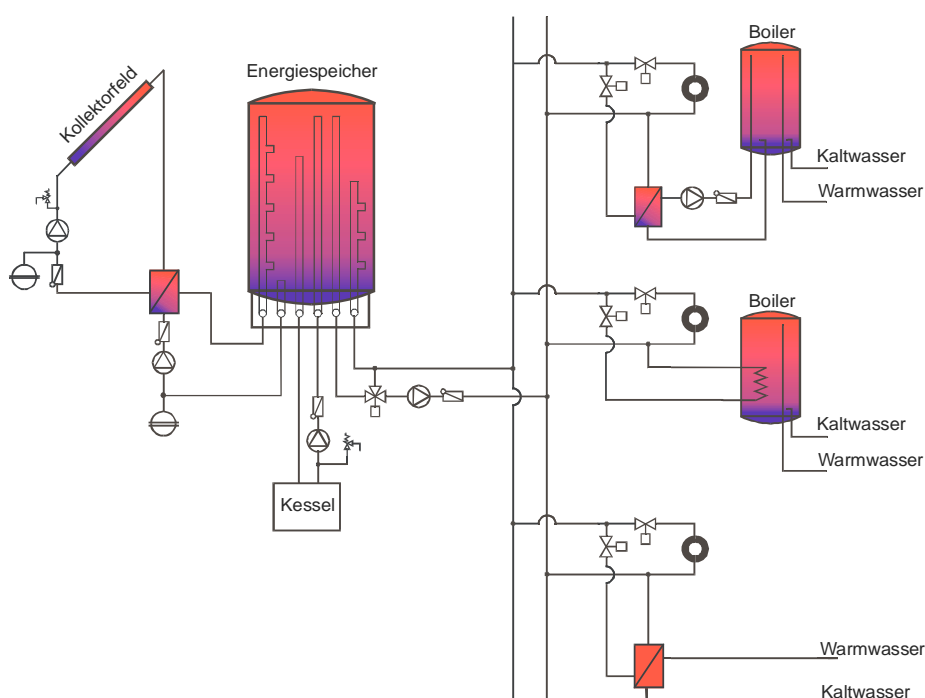 Boiler
Energiespeicher
Kollektorfeld
Kaltwasser
Warmwasser
Boiler
Kaltwasser
Warmwasser
Kessel
Warmwasser
Kaltwasser